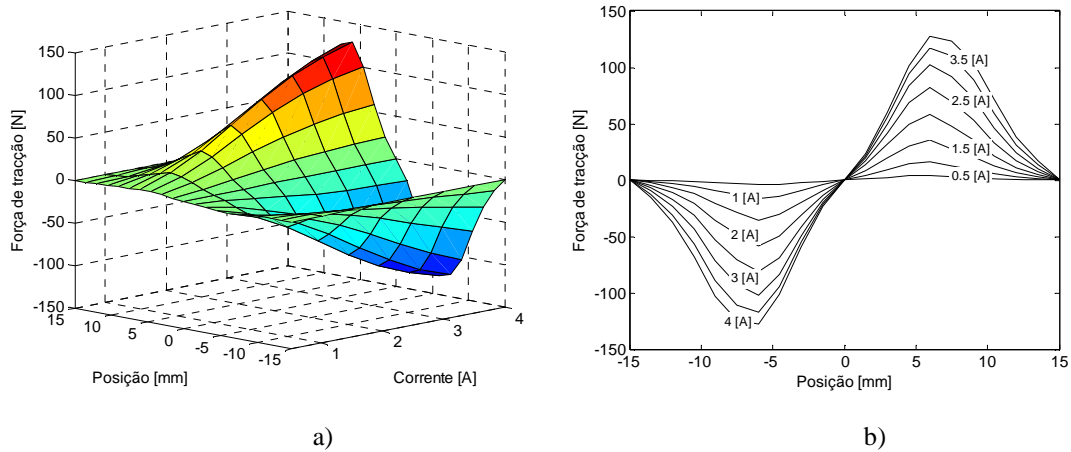 150
100
50
0
-50
-100
-150
Força de tracção [N]
15
10
5
0
-5
-10
-15
Posição [mm]
1
2
3
4
Corrente [A]
a)
150
100
50
0
-50
-100
-150
Força de tracção [N]
3.5 [A]
2.5 [A]
1.5 [A]
0.5 [A]
1 [A]
2 [A]
3 [A]
4 [A]
-15
-10
-5
0
5
10
15
Posição [mm]
b)